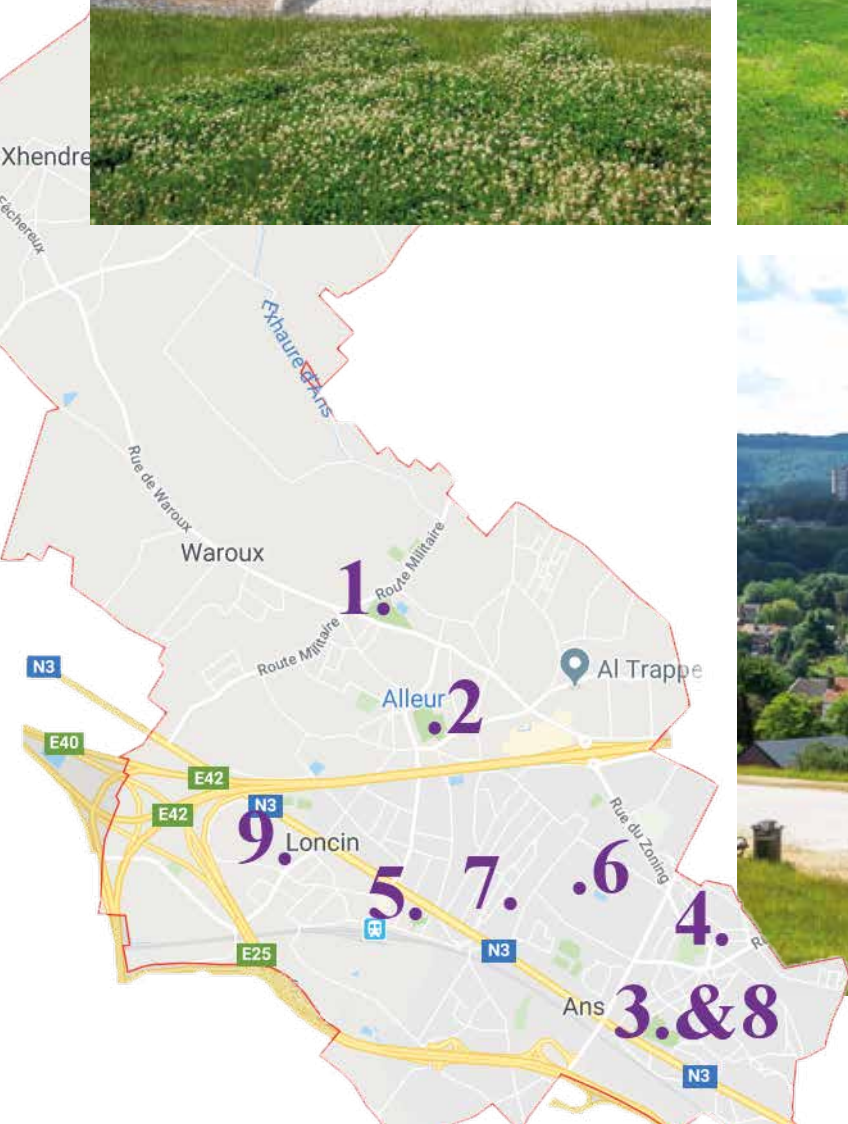 Xhendre
Fêchereux
Exhaure d'Ans
Rue de Waroux
Waroux
Route Militaire
1.
Route Militaire
N3
Al Trappe
Alleur
.2
E40
E42
E42
N3
9.
Loncin
Rue du Zoning
.6
7.
5.
4.
N3
E25
Ans
3.&8
N3